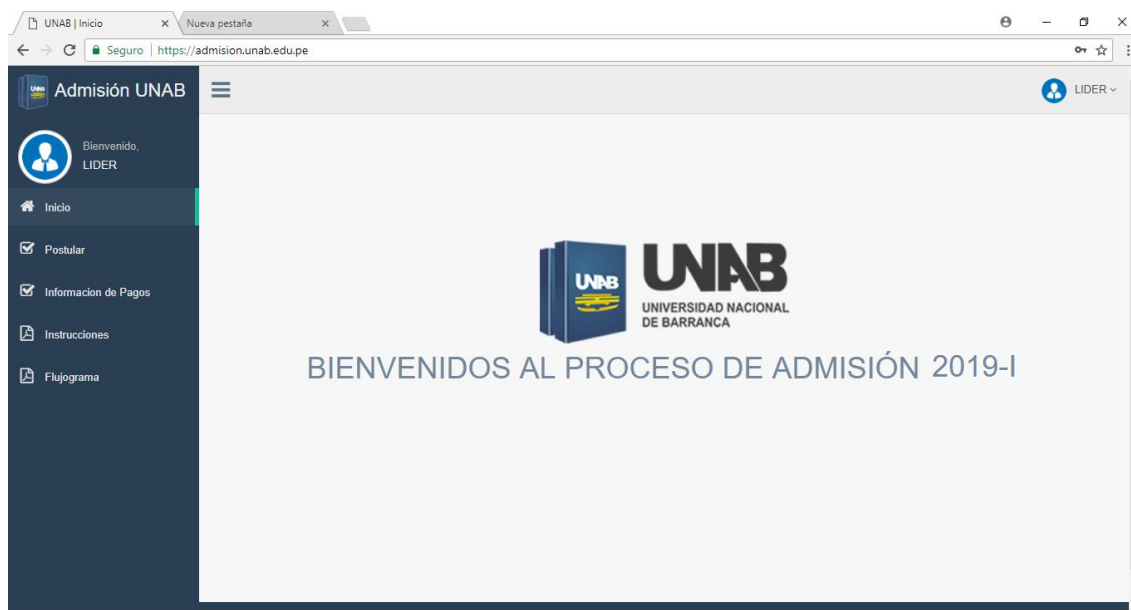 UNAB | Inicio
Nueva pestaña
Seguro | https://admision.unab.edu.pe
UNAB
Admisión UNAB
LIDER
Bienvenido,
LIDER
Inicio
Postular
Informacion de Pagos
Instrucciones
Flujograma
UNAB
UNAB
UNIVERSIDAD NACIONAL
DE BARRANCA
BIENVENIDOS AL PROCESO DE ADMISIÓN 2019-I